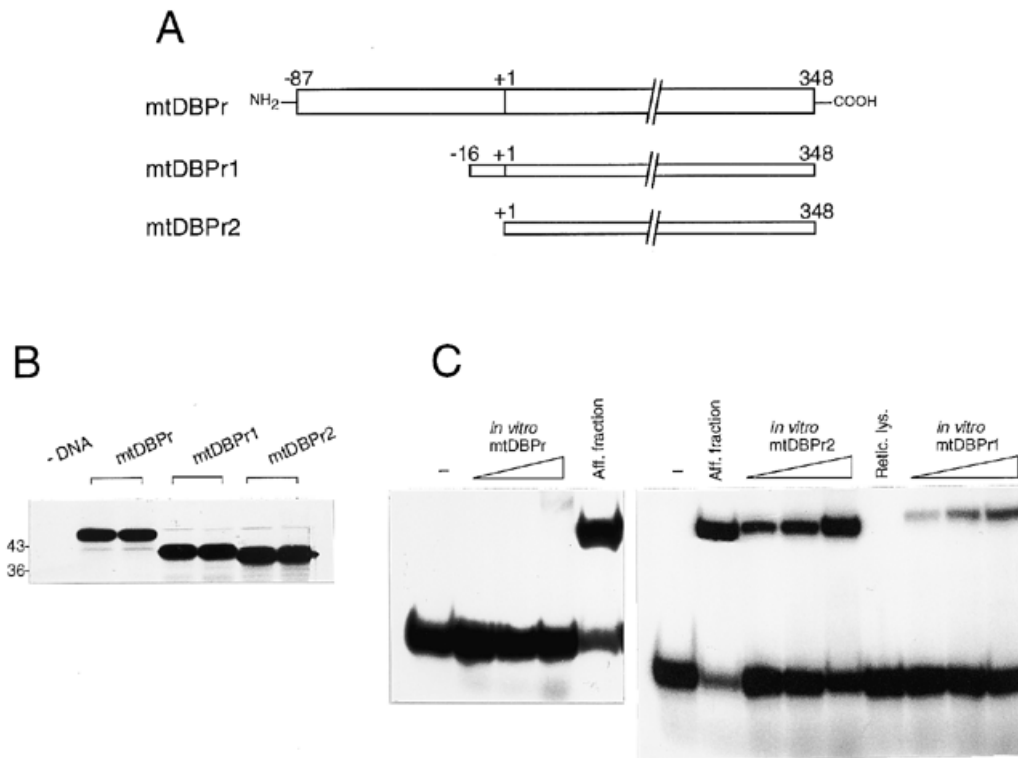 A
-87 +1 348
mtDBPr NH2 COOH
-16 +1 348
mtDBPr1
+1 348
mtDBPr2
B
- DNA mtDBPr mtDBPr1 mtDBPr2
43-
36-
C
– in vitro mtDBPr Aff. fraction
– Aff. fraction in vitro mtDBPr2 Retic. lys. in vitro mtDBPr1